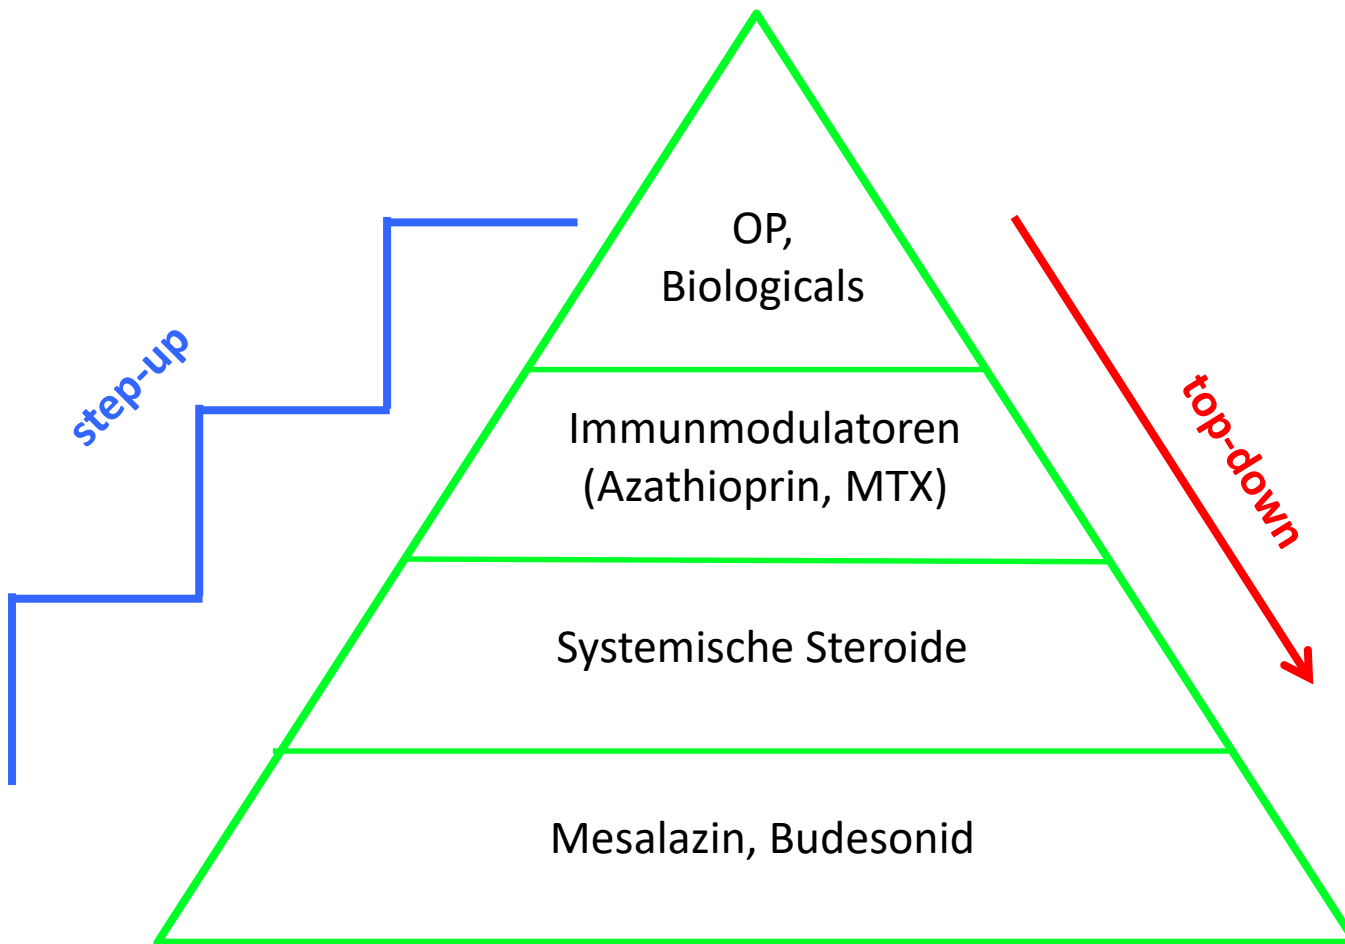 OP,
Biologicals
step-up
top-down
Immunmodulatoren
(Azathioprin, MTX)
Systemische Steroide
Mesalazin, Budesonid